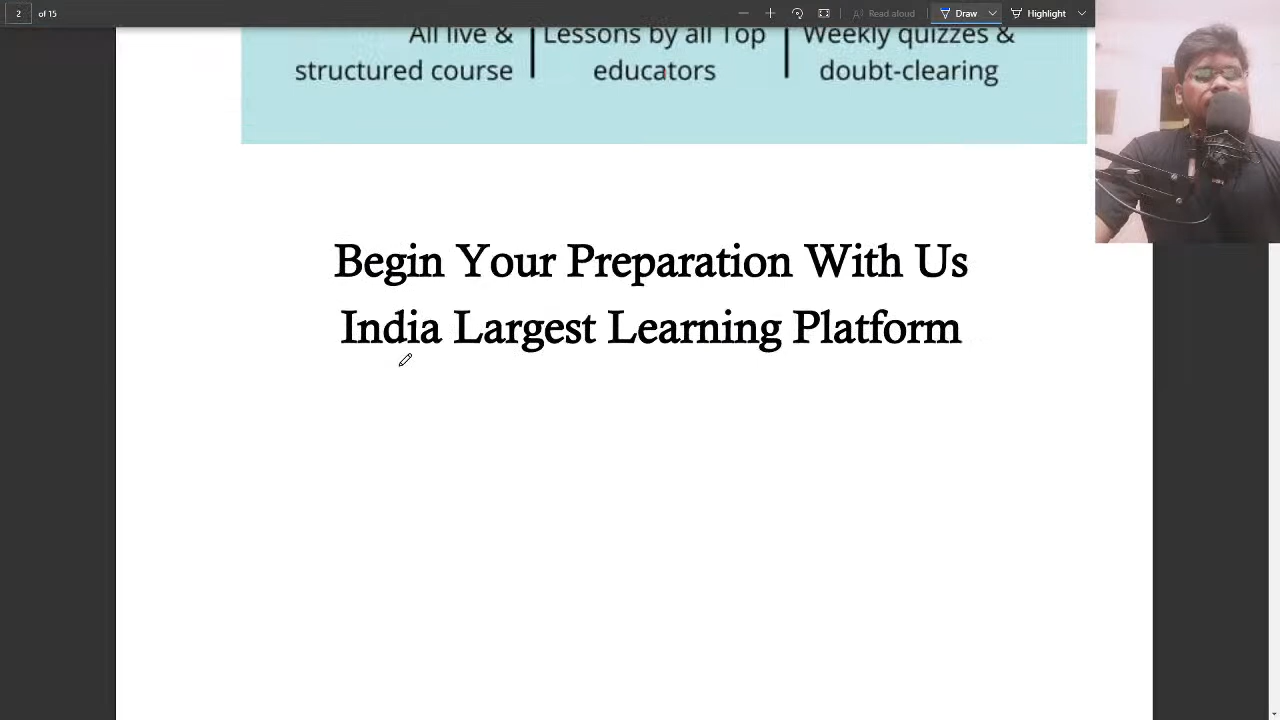 2 of 15 Read aloud Draw Highlight
All live & Lessons by all Top Weekly quizzes &
structured course educators doubt-clearing
Begin Your Preparation With Us
India Largest Learning Platform